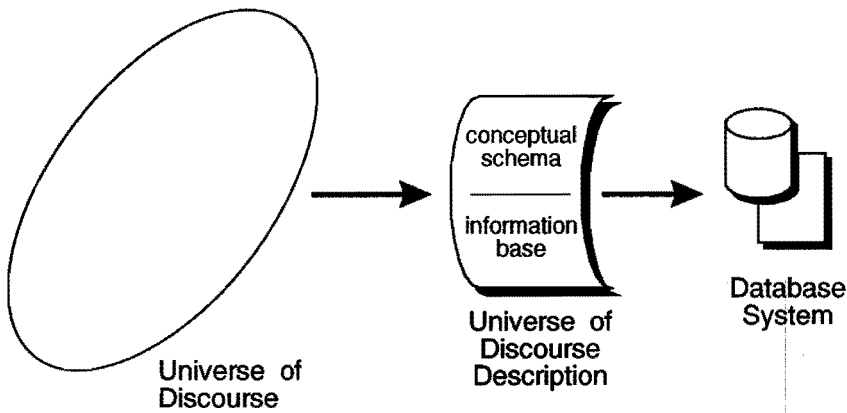 conceptual
schema
information
base
Universe of
Discourse
Universe of
Discourse
Description
Database
System